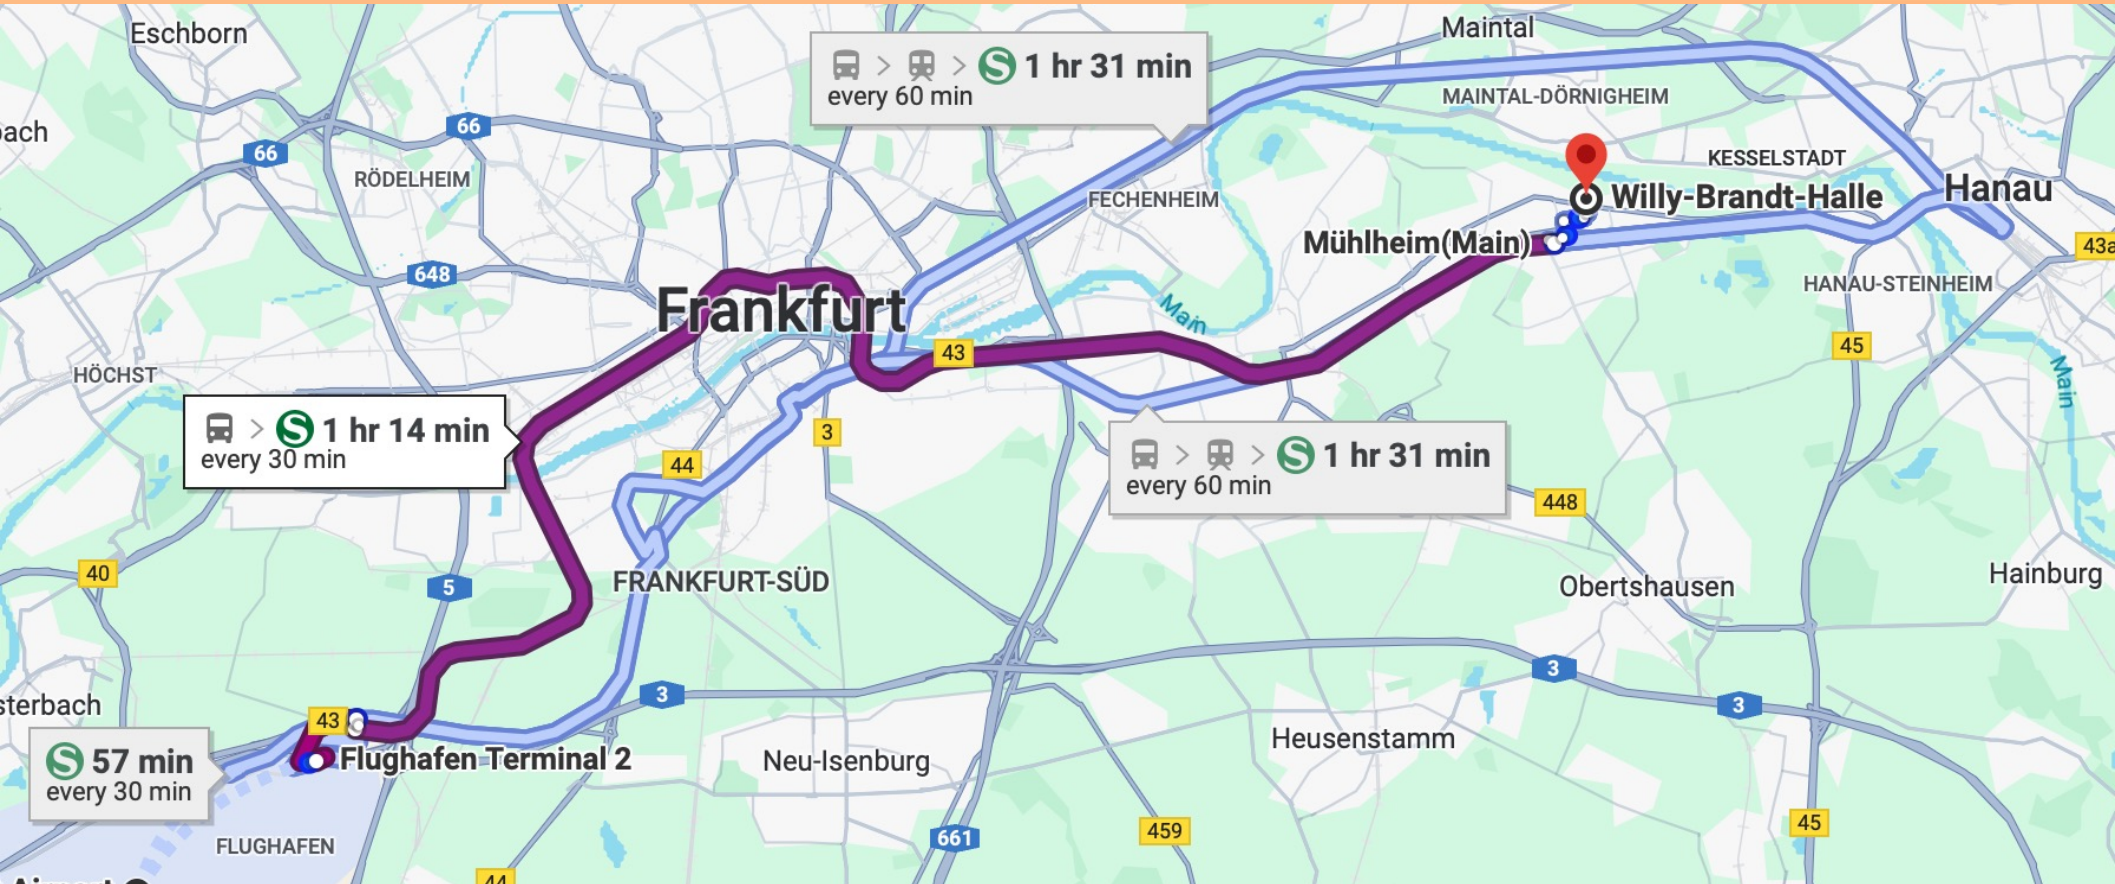 Eschborn
Maintal
1 hr 31 min
every 60 min
MAINTAL-DÖRNIGHEIM
66
66
RÖDELHEIM
KESSELSTADT
FECHENHEIM
Willy-Brandt-Halle
Hanau
Mühlheim(Main)
43a
648
HANAU-STEINHEIM
Frankfurt
Main
43
45
HÖCHST
Main
S 1 hr 14 min
every 30 min
3
44
S 1 hr 31 min
every 60 min
448
40
5
FRANKFURT-SÜD
Obertshausen
Hainburg
3
3
3
sterbach
43
Flughafen Terminal 2
Neu-Isenburg
Heusenstamm
S 57 min
every 30 min
FLUGHAFEN
661
459
45
44